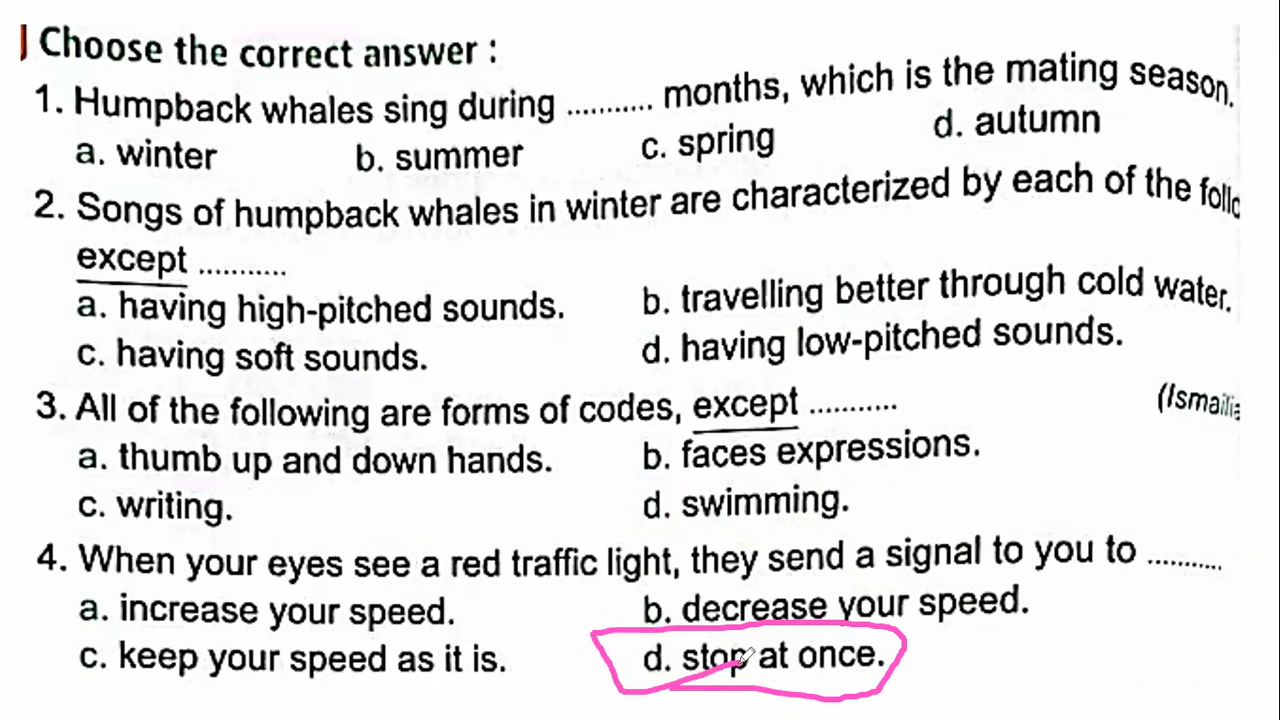 Choose the correct answer :
1. Humpback whales sing during ........... months, which is the mating season.
a. winter b. summer c. spring d. autumn
2. Songs of humpback whales in winter are characterized by each of the
except ...........
a. having high-pitched sounds. b. travelling better through cold water.
c. having soft sounds. d. having low-pitched sounds.
3. All of the following are forms of codes, except ...........
a. thumb up and down hands. b. faces expressions.
c. writing. d. swimming.
4. When your eyes see a red traffic light, they send a signal to you to ...........
a. increase your speed. b. decrease your speed.
c. keep your speed as it is. d. stop at once.